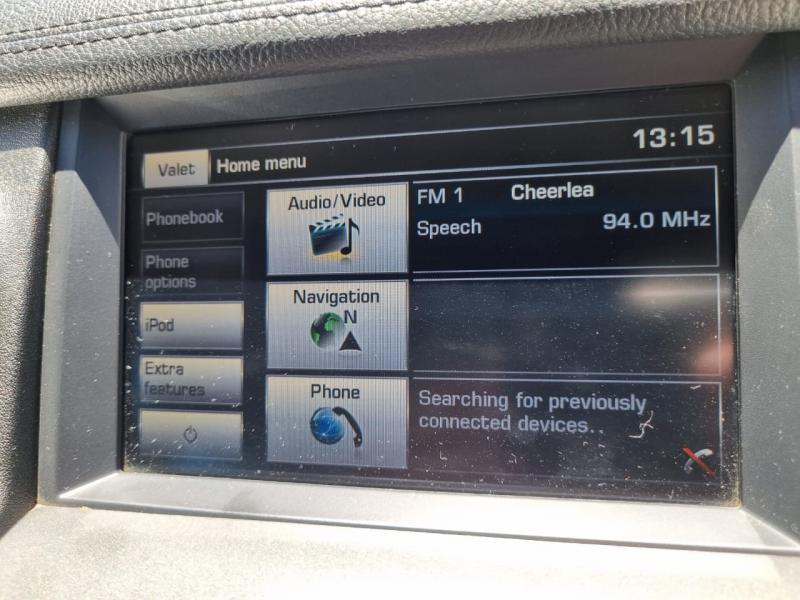 13:15
Valet
Home menu
Phonebook
Phone
options
iPod
Extra
features
Audio/Video
Navigation
N
Phone
FM 1
Cheerlea
Speech
94.0 MHz
Searching for previously
connected devices..